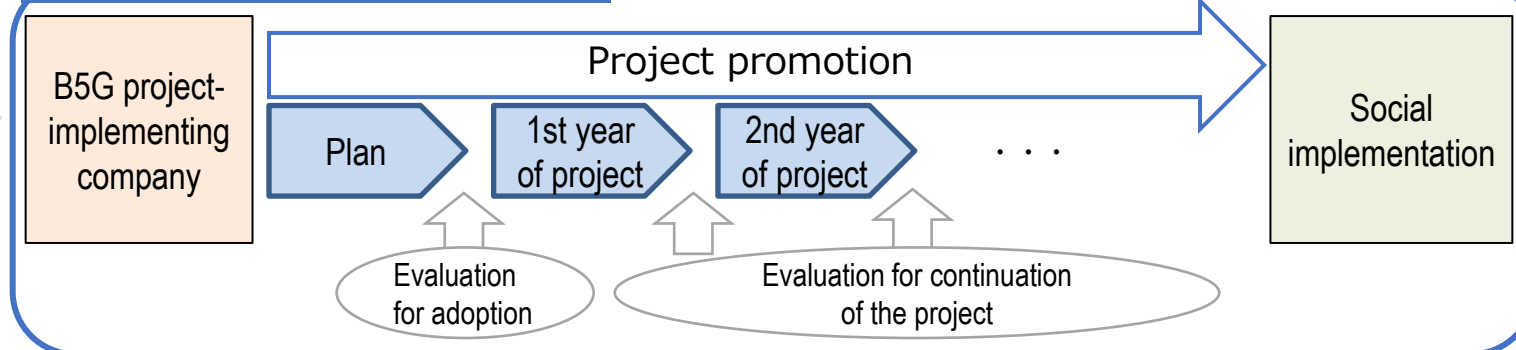 B5G project-
implementing
company
Project promotion
Plan
1st year
of project
2nd year
of project
· · ·
Social
implementation
Evaluation
for adoption
Evaluation for continuation
of the project